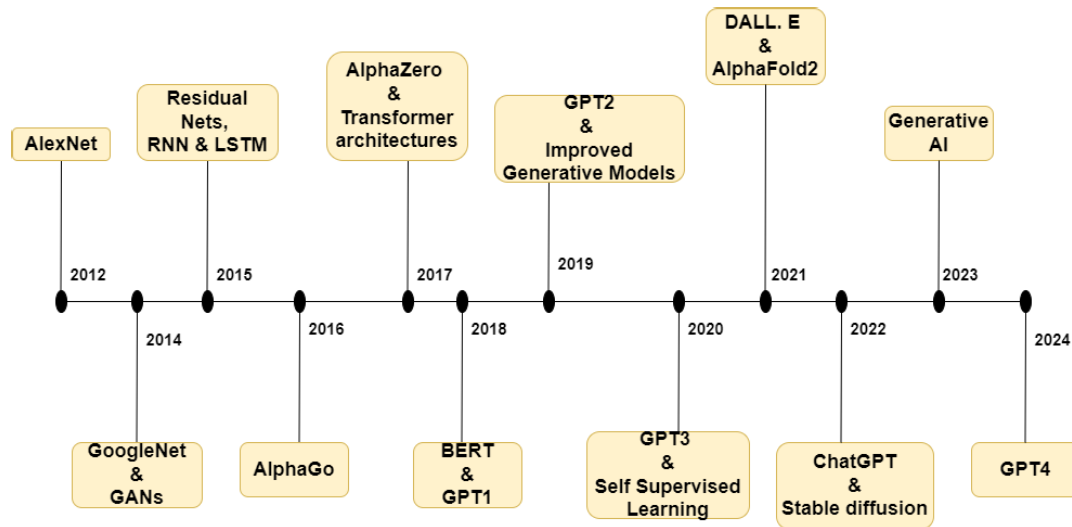 AlexNet
2012
GoogleNet
&
GANs
2014
Residual
Nets,
RNN & LSTM
2015
AlphaGo
2016
AlphaZero
&
Transformer
architectures
2017
BERT
&
GPT1
2018
GPT2
&
Improved
Generative Models
2019
GPT3
&
Self Supervised
Learning
2020
DALL. E
&
AlphaFold2
2021
ChatGPT
&
Stable diffusion
2022
Generative
AI
2023
GPT4
2024